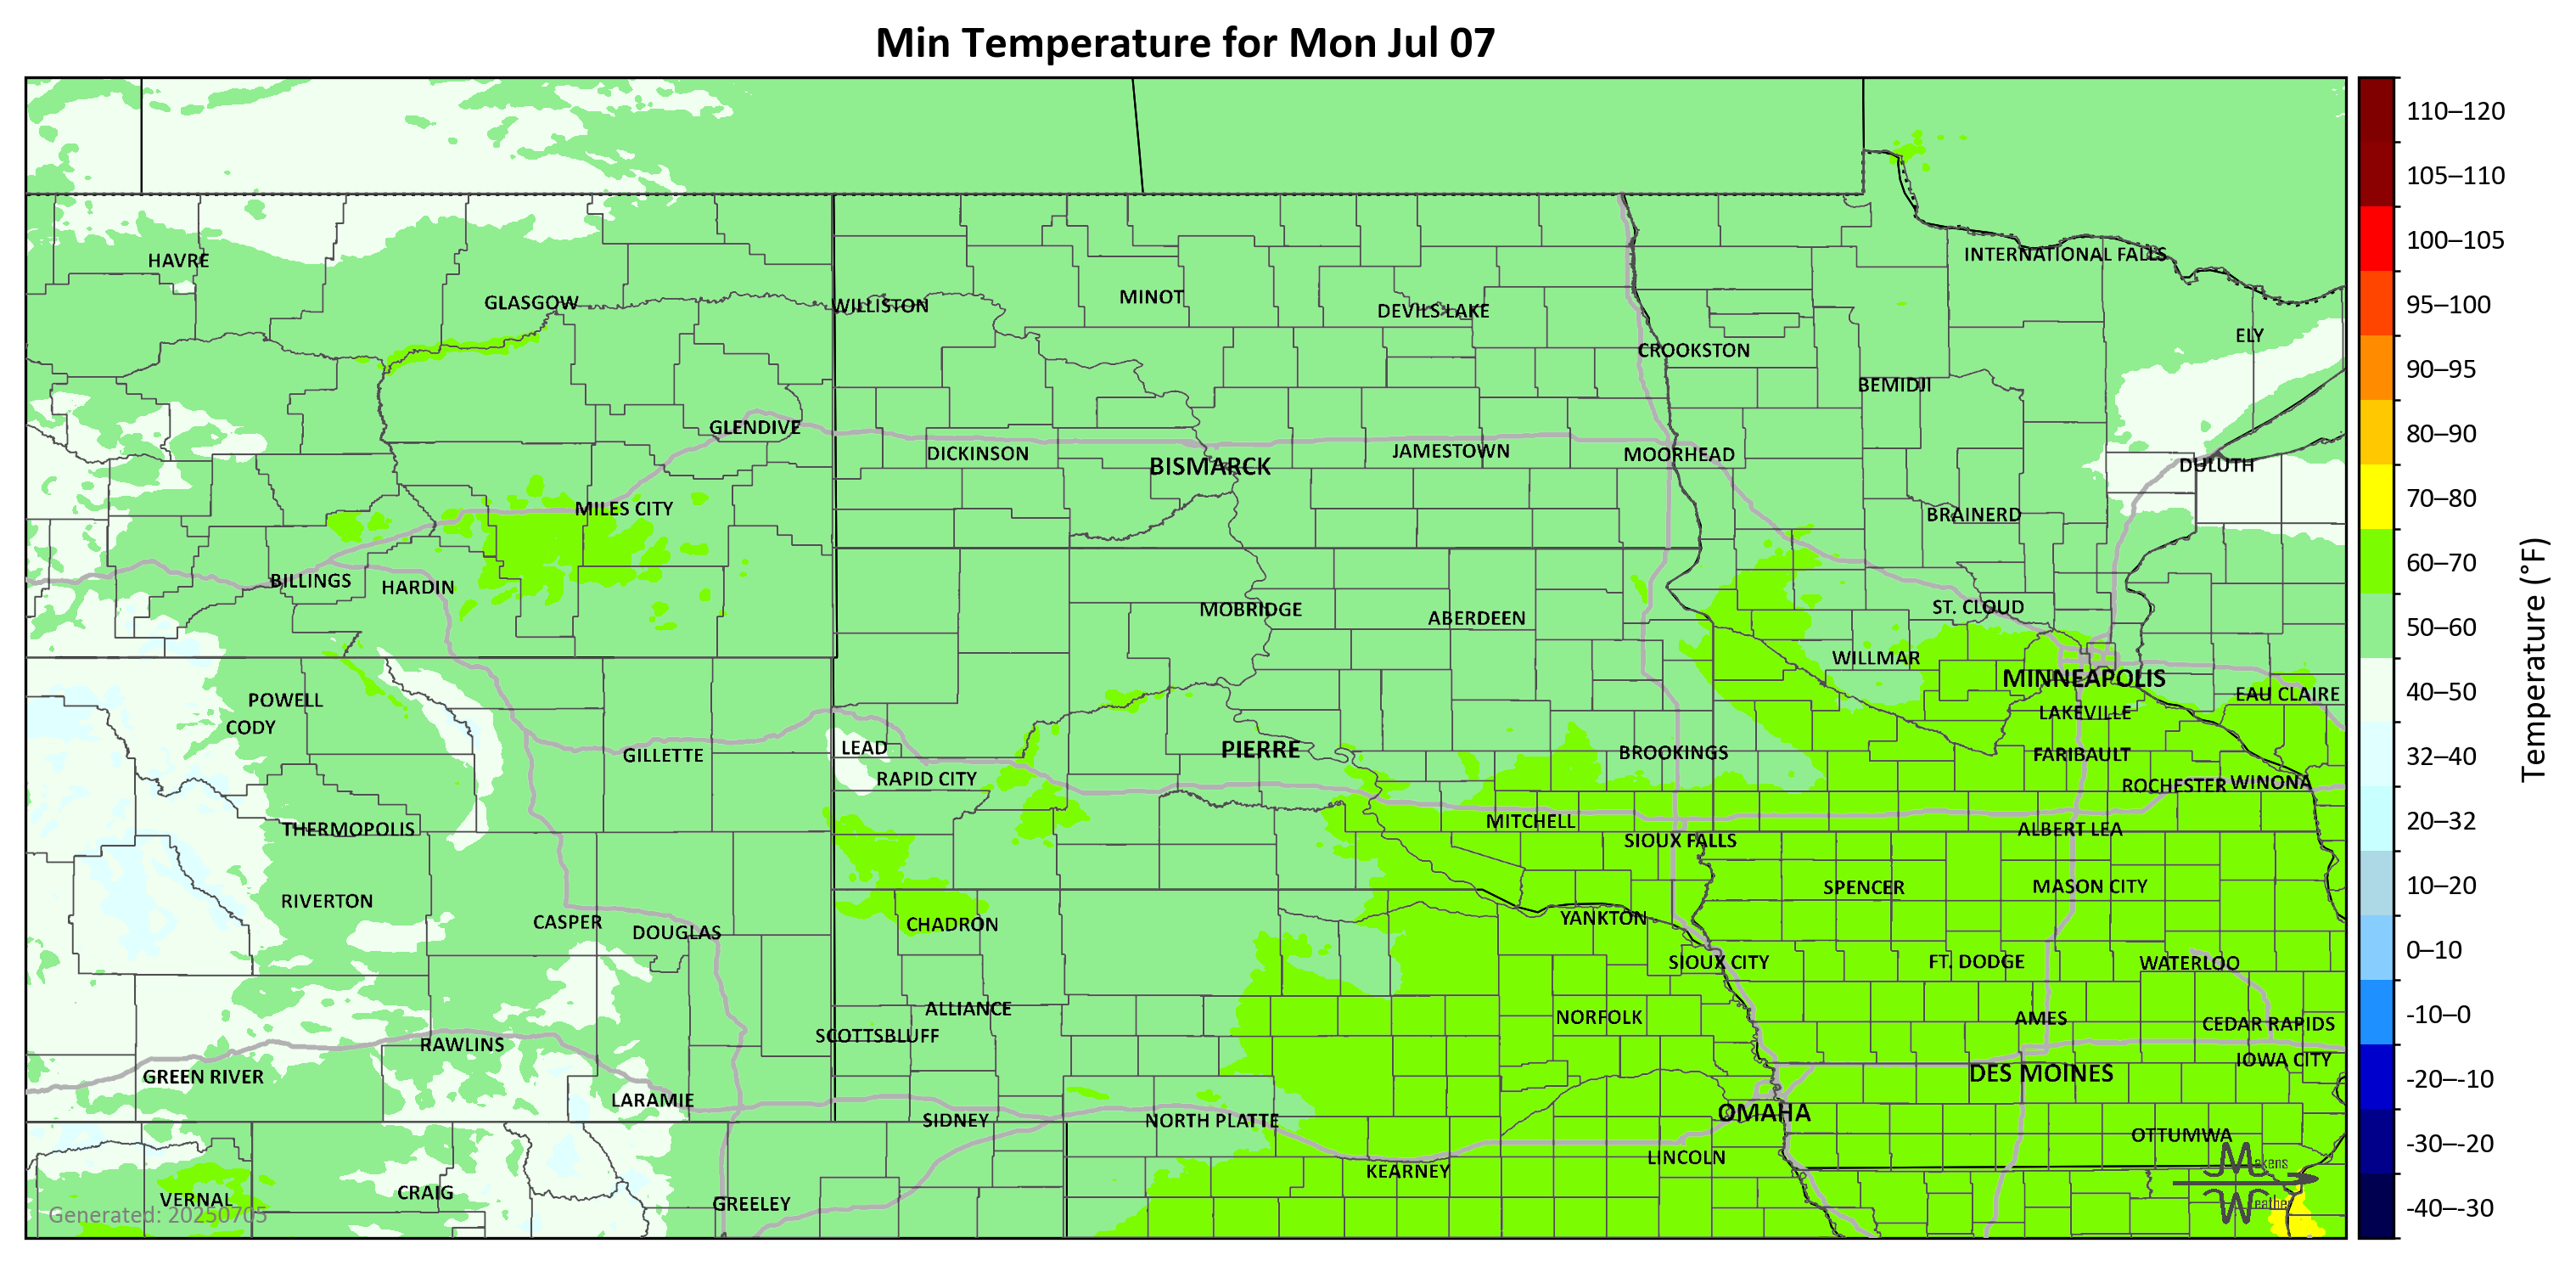 Min Temperature for Mon Jul 07
110–120
105–110
100–105
95–100
90–95
80–90
70–80
60–70
50–60
40–50
32–40
20–32
10–20
0–10
-10–0
-20–-10
-30–-20
-40–-30
Temperature (°F)
INTERNATIONAL FALLS
HAVRE
GLASGOW
WILLISTON
MINOT
DEVILS LAKE
ELY
CROOKSTON
BEMIDJI
GLENDIVE
DICKINSON
BISMARCK
JAMESTOWN
MOORHEAD
DULUTH
MILES CITY
BRAINERD
BILLINGS
HARDIN
MOBRIDGE
ABERDEEN
ST. CLOUD
WILLMAR
MINNEAPOLIS
EAU CLAIRE
POWELL
CODY
LAKEVILLE
GILLETTE
LEAD
PIERRE
BROOKINGS
FARIBAULT
RAPID CITY
ROCHESTER
WINONA
THERMOPOLIS
MITCHELL
ALBERT LEA
SIOUX FALLS
RIVERTON
SPENCER
MASON CITY
CASPER
DOUGLAS
CHADRON
YANKTON
SIOUX CITY
FT. DODGE
WATERLOO
ALLIANCE
NORFOLK
AMES
CEDAR RAPIDS
SCOTTSBLUFF
RAWLINS
IOWA CITY
GREEN RIVER
DES MOINES
LARAMIE
SIDNEY
NORTH PLATTE
OMAHA
OTTUMWA
LINCOLN
KEARNEY
VERNAL
CRAIG
GREELEY
Makens
Weather
Generated: 20250705